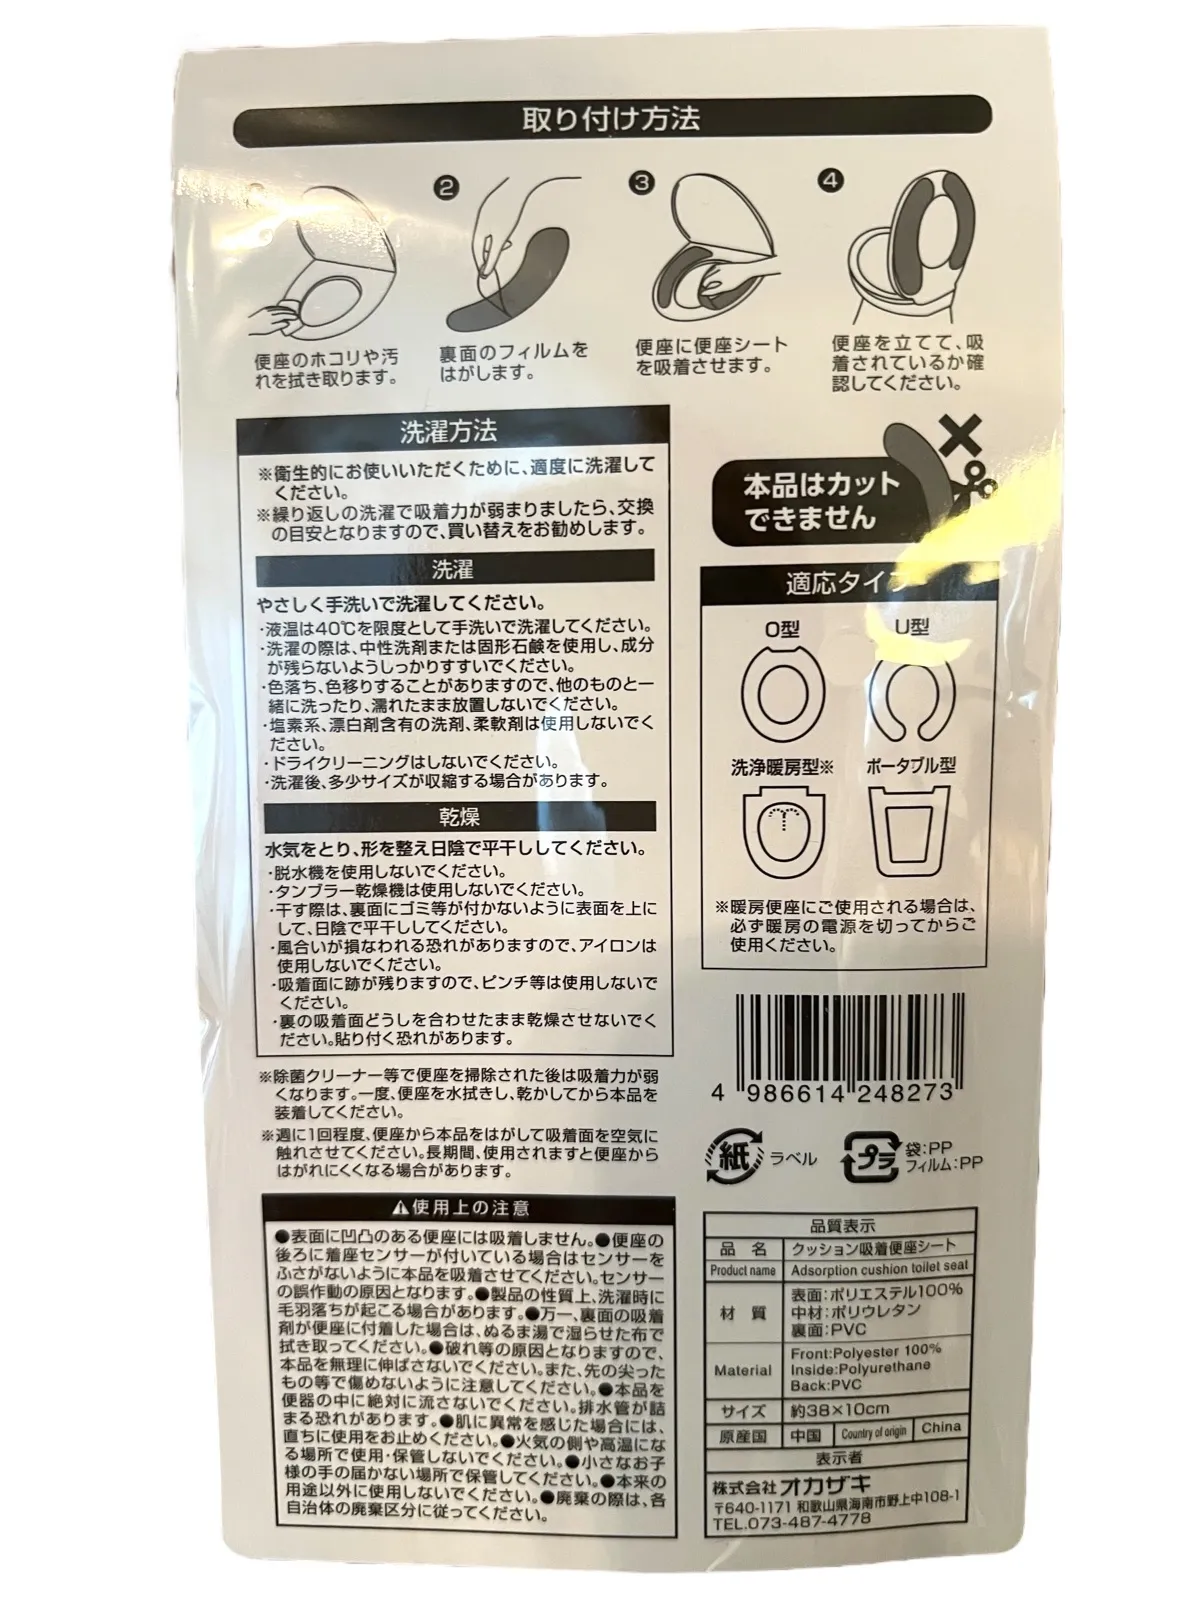 取り付け方法
便座のホコリや汚
れを拭き取ります。
❷
裏面のフィルムを
はがします。
❸
便座に便座シート
を吸着させます。
❹
便座を立てて、吸
着されているか確
認してください。
洗濯方法
※衛生的にお使いいただくために、適度に洗濯して
ください。
※繰り返しの洗濯で吸着力が弱まりましたら、交換
の目安となりますので、買い替えをお勧めします。
洗濯
やさしく手洗いで洗濯してください。
・液温は40℃を限度として手洗いで洗濯してください。
・洗濯の際は、中性洗剤または固形石鹸を使用し、成分
が残らないようしっかりすすいでください。
・色落ち、色移りすることがありますので、他のものと一
緒に洗ったり、濡れたまま放置しないでください。
・塩素系、漂白剤含有の洗剤、柔軟剤は使用しないでく
ださい。
・ドライクリーニングはしないでください。
・洗濯後、多少サイズが収縮する場合があります。
乾燥
水気をとり、形を整え日陰で平干ししてください。
・脱水機を使用しないでください。
・タンブラー乾燥機は使用しないでください。
・干す際は、裏面にゴミ等が付かないように表面を上に
して、日陰で平干ししてください。
・風合いが損なわれる恐れがありますので、アイロンは
使用しないでください。
・吸着面に跡が残りますので、ピンチ等は使用しないで
ください。
・裏の吸着面どうしを合わせたまま乾燥させないでく
ださい。貼り付く恐れがあります。
※除菌クリーナー等で便座を掃除された後は吸着力が弱
くなります。一度、便座を水拭きし、乾かしてから本品を
装着してください。
※週に1回程度、便座から本品をはがして吸着面を空気に
触れさせてください。長期間、使用されますと便座から
はがれにくくなる場合があります。
⚠使用上の注意
●表面に凹凸のある便座には吸着しません。●便座の
後ろに着座センサーが付いている場合はセンサーを
ふさがないように本品を吸着させてください。センサー
の誤作動の原因となります。●製品の性質上、洗濯時に
毛羽落ちが起こる場合があります。●万一、裏面の吸着
剤が便座に付着した場合は、ぬるま湯で湿らせた布で
拭き取ってください。●破れ等の原因となりますので、
本品を無理に伸ばさないでください。また、先の尖った
もの等で傷めないように注意してください。●本品を
便器の中に絶対に流さないでください。排水管が詰
まる恐れがあります。●肌に異常を感じた場合には、
直ちに使用をお止めください。●火気の側や高温にな
る場所で使用・保管しないでください。●小さなお子
様の手の届かない場所で保管してください。●本来の
用途以外に使用しないでください。●廃棄の際は、各
自治体の廃棄区分に従ってください。
本品はカット
できません
適応タイプ
O型 U型
洗浄暖房型※ ポータブル型
※暖房便座にご使用される場合は、
必ず暖房の電源を切ってからご
使用ください。
4 986614 248273
紙 ラベル
プラ 袋:PP
フィルム:PP
品質表示
品名 クッション吸着便座シート
Product name Adsorption cushion toilet seat
材質 表面:ポリエステル100%
中材:ポリウレタン
裏面:PVC
Material Front:Polyester 100%
Inside:Polyurethane
Back:PVC
サイズ 約38×10cm
原産国 中国 Country of origin China
表示者
株式会社オカザキ
〒640-1171 和歌山県海南市野上中108-1
TEL.073-487-4778